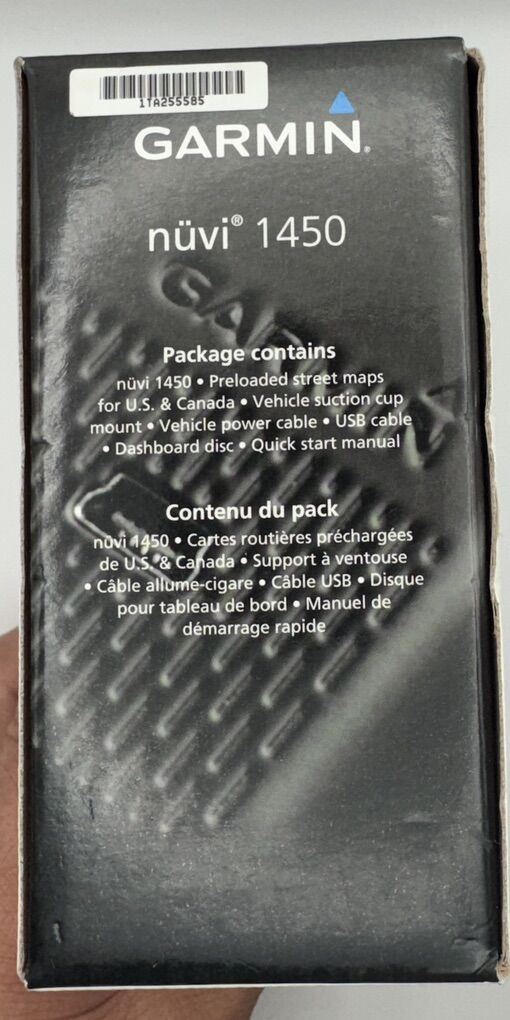 1TA255585
GARMIN®
nüvi® 1450
GARMIN
Package contains
nüvi 1450 • Preloaded street maps
for U.S. & Canada • Vehicle suction cup
mount • Vehicle power cable • USB cable
• Dashboard disc • Quick start manual
Contenu du pack
nüvi 1450 • Cartes routières préchargées
de U.S. & Canada • Support à ventouse
• Câble allume-cigare • Câble USB • Disque
pour tableau de bord • Manuel de
démarrage rapide